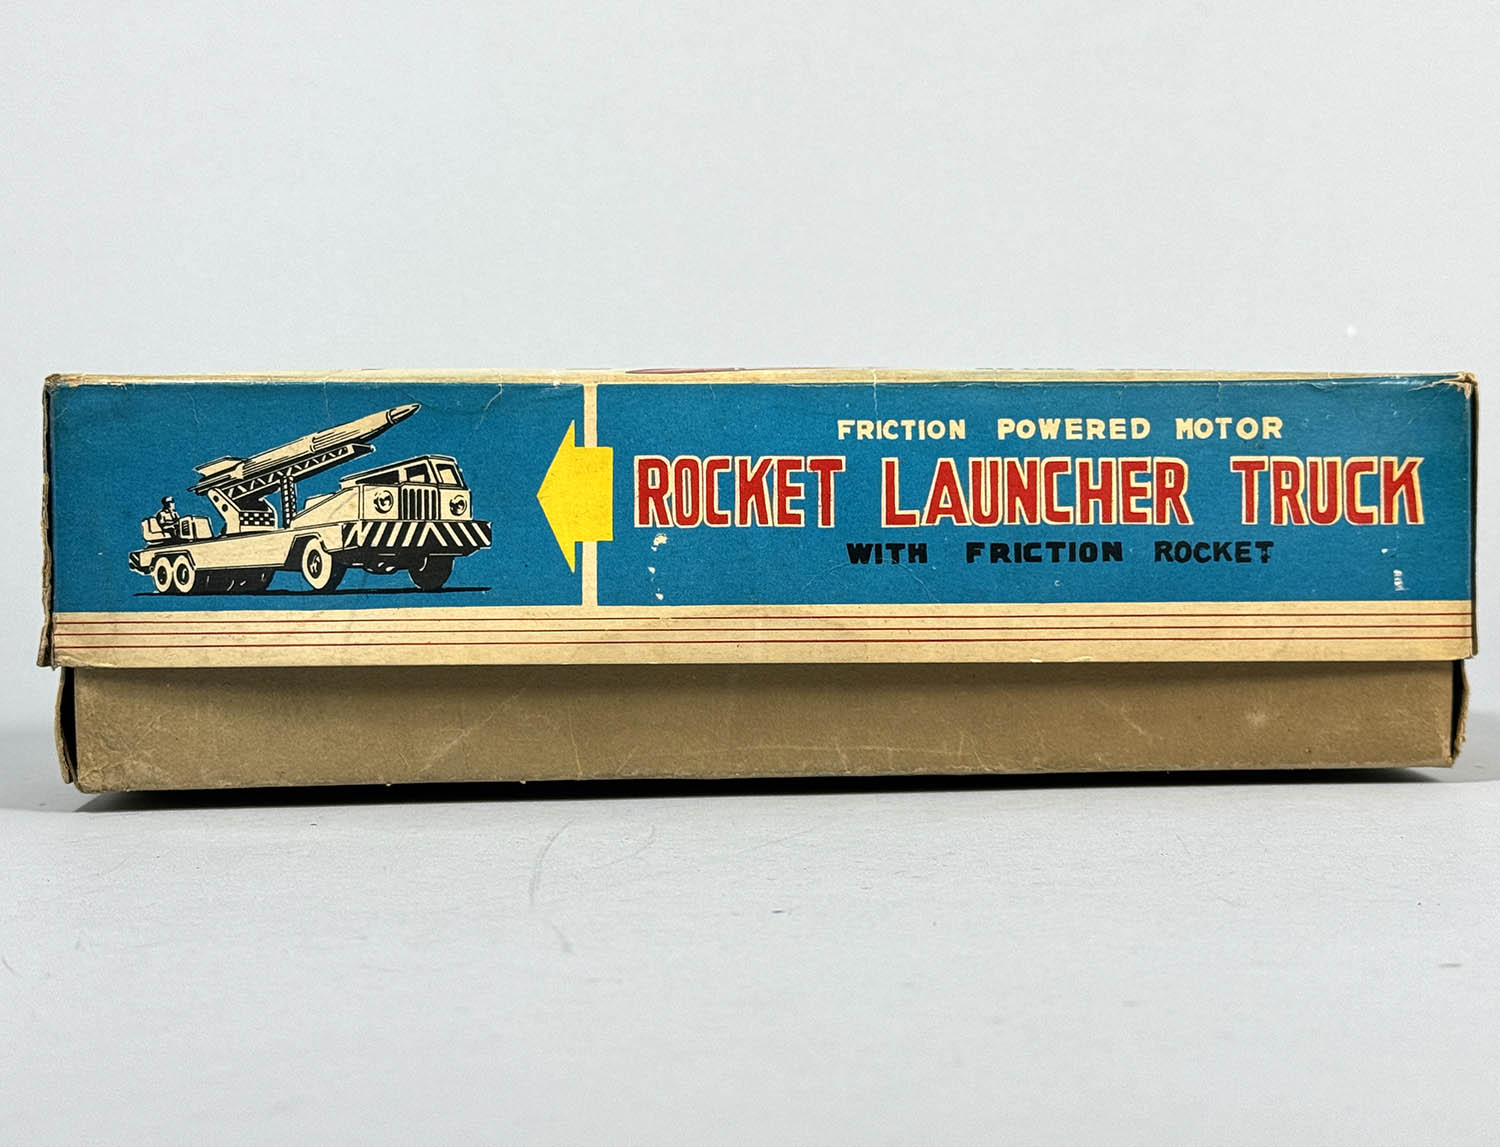 FRICTION POWERED MOTOR
ROCKET LAUNCHER TRUCK
WITH FRICTION ROCKET